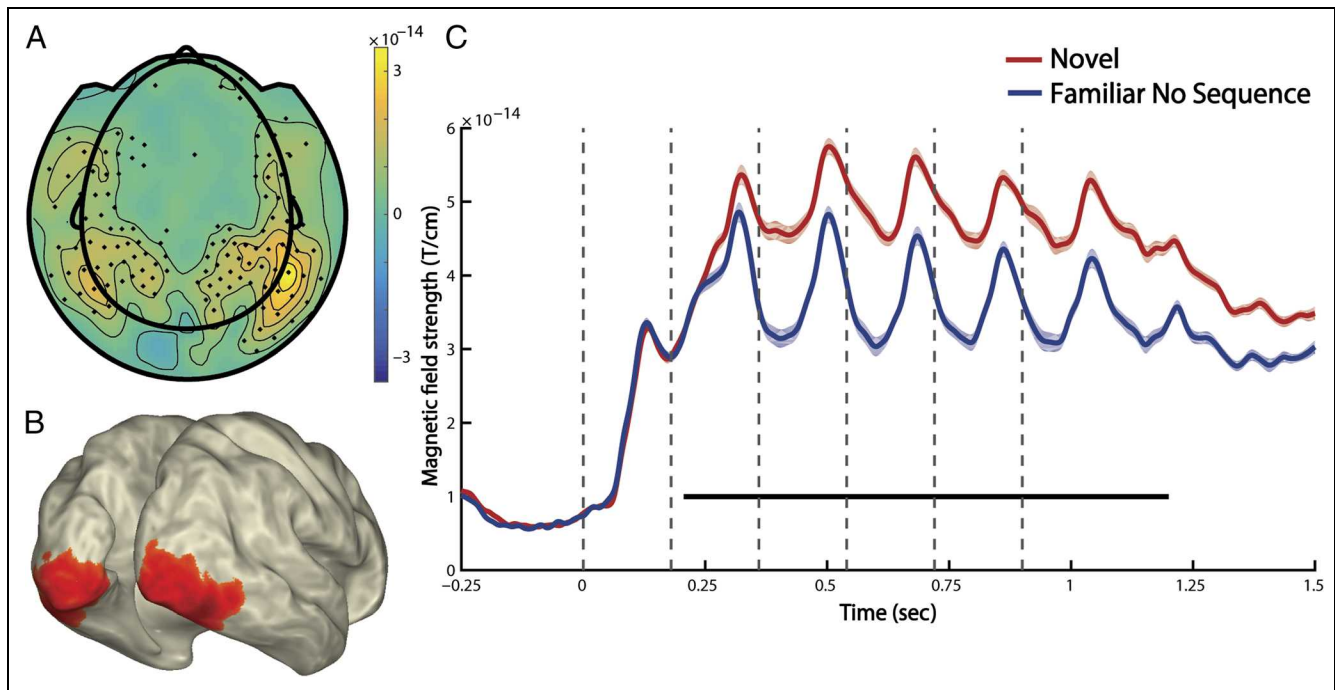 A
×10⁻¹⁴
3
0
−3
B
C
Novel
Familiar No Sequence
×10⁻¹⁴
6
5
4
3
2
1
0
Magnetic field strength (T/cm)
−0.25
0
0.25
0.5
0.75
1
1.25
1.5
Time (sec)